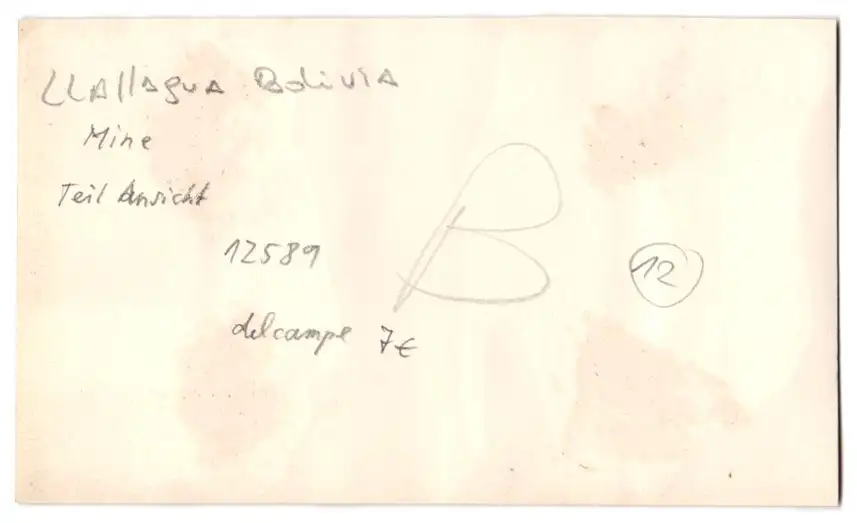 LLAllagua Bolivia
Mine
Teil Ansicht
12589
B
12
delcampe 7€